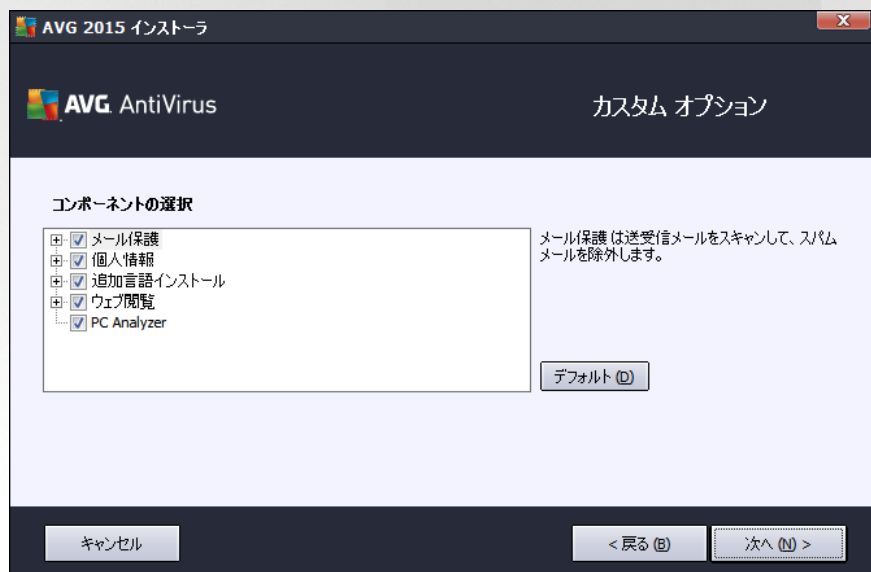 AVG 2015 インストーラ
AVG. AntiVirus
カスタム オプション
コンポーネントの選択
メール保護
個人情報
追加言語インストール
ウェブ閲覧
PC Analyzer
メール保護 は送受信メールをスキャンして、スパム
メールを除外します。
デフォルト (D)
キャンセル
< 戻る (B)
次へ (N) >